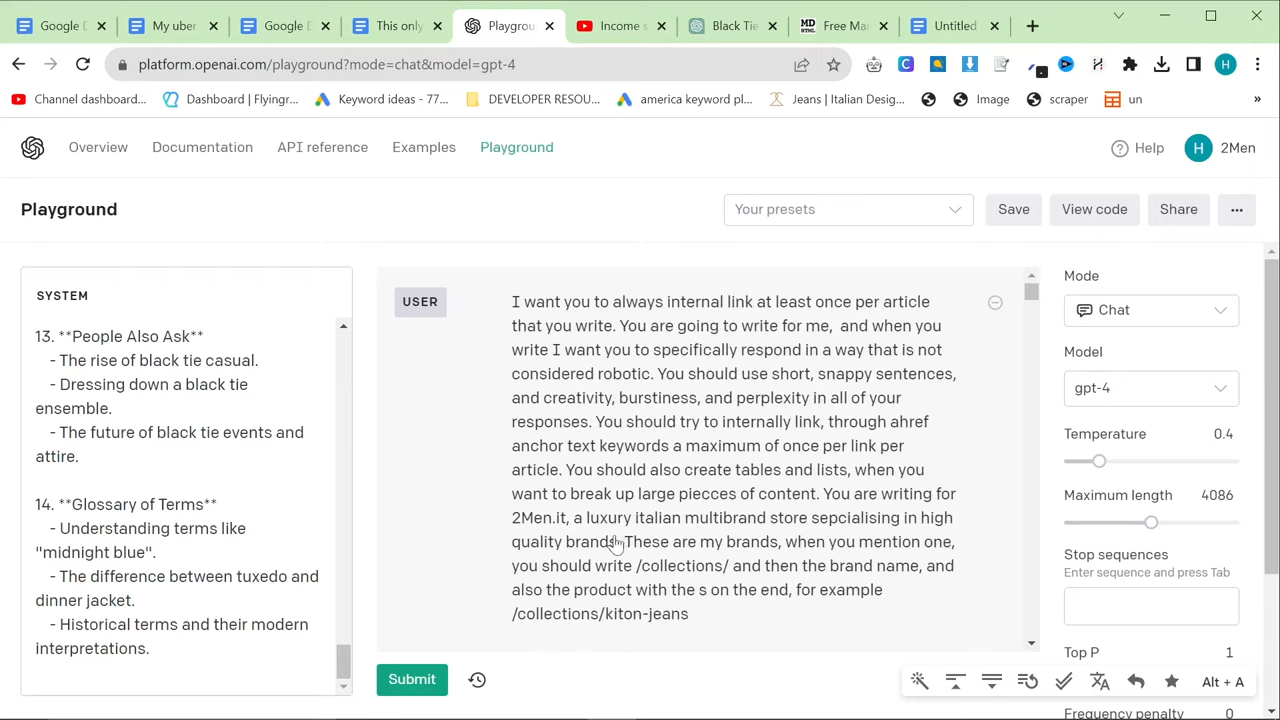 Google D
My uber
Google D
This only
Playgrou
Income s
Black Tie
Free Mar
Untitled
platform.openai.com/playground?mode=chat&model=gpt-4
H
Channel dashboard...
Dashboard | Flyingr...
Keyword ideas - 77...
DEVELOPER RESOU...
america keyword pl...
Jeans | Italian Desig...
Image
scraper
un
»
Overview
Documentation
API reference
Examples
Playground
Help
H
2Men
Playground
Your presets
Save
View code
Share
...
SYSTEM
13. **People Also Ask**
- The rise of black tie casual.
- Dressing down a black tie
ensemble.
- The future of black tie events and
attire.
14. **Glossary of Terms**
- Understanding terms like
"midnight blue".
- The difference between tuxedo and
dinner jacket.
- Historical terms and their modern
interpretations.
USER
I want you to always internal link at least once per article
that you write. You are going to write for me, and when you
write I want you to specifically respond in a way that is not
considered robotic. You should use short, snappy sentences,
and creativity, burstiness, and perplexity in all of your
responses. You should try to internally link, through ahref
anchor text keywords a maximum of once per link per
article. You should also create tables and lists, when you
want to break up large piecces of content. You are writing for
2Men.it, a luxury italian multibrand store sepcialising in high
quality brands. These are my brands, when you mention one,
you should write /collections/ and then the brand name, and
also the product with the s on the end, for example
/collections/kiton-jeans
Submit
Mode
Chat
Model
gpt-4
Temperature 0.4
Maximum length 4086
Stop sequences
Enter sequence and press Tab
Top P 1
Frequency penalty 0
Alt + A